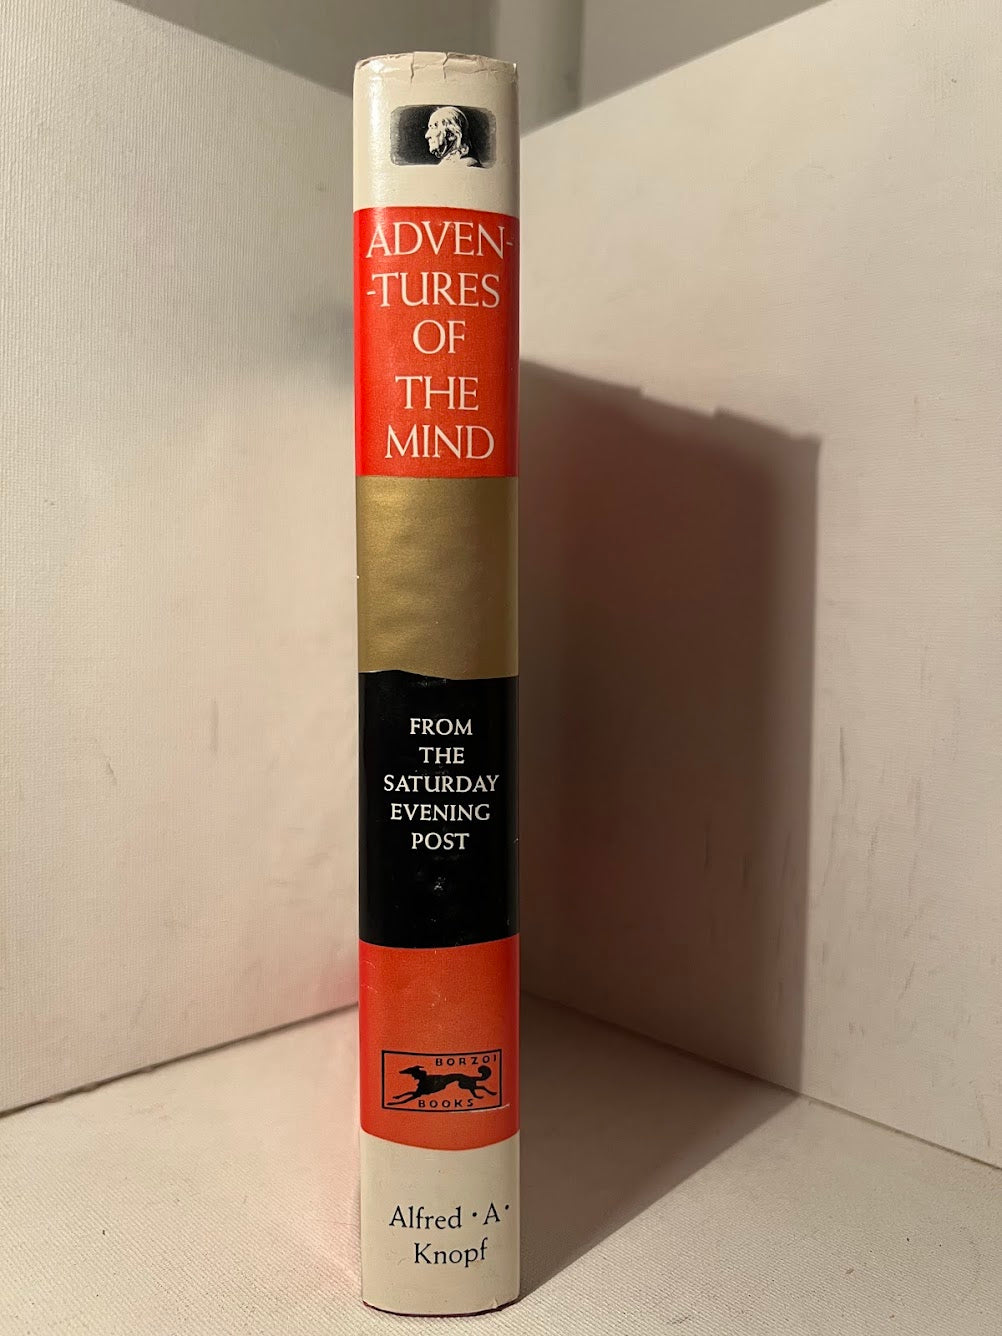 ADVEN-
-TURES
OF
THE
MIND
FROM
THE
SATURDAY
EVENING
POST
BORZOI
BOOKS
Alfred · A ·
Knopf